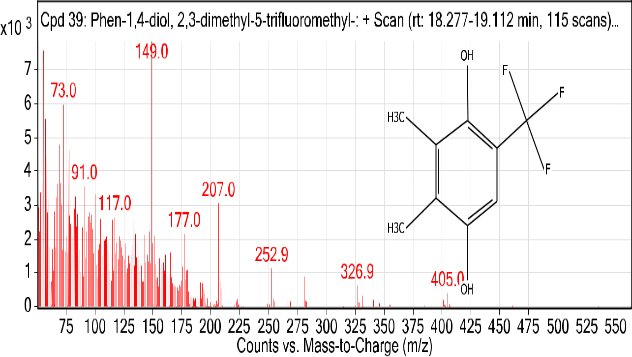 x10 3 Cpd 39: Phen-1,4-diol, 2,3-dimethyl-5-trifluoromethyl-: + Scan (rt: 18.277-19.112 min, 115 scans)...
7
6
5
4
3
2
1
0
149.0
73.0
91.0
117.0
177.0
207.0
252.9
326.9
405.0
OH
F
F
F
H3C
H3C
OH
75 100 125 150 175 200 225 250 275 300 325 350 375 400 425 450 475 500 525 550
Counts vs. Mass-to-Charge (m/z)